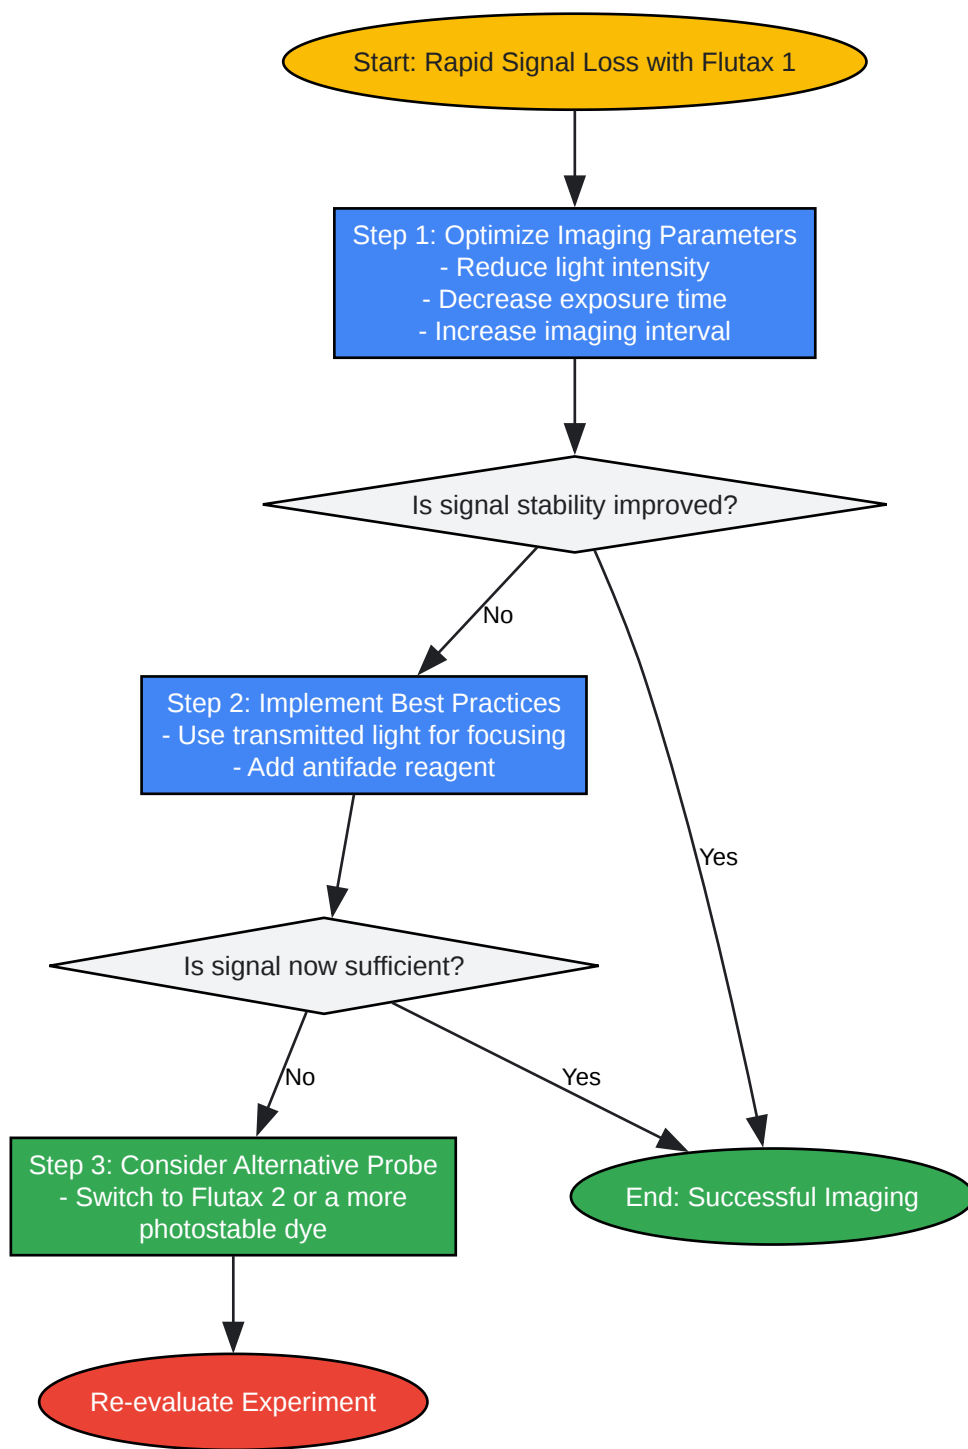 Start: Rapid Signal Loss with Flutax 1
Step 1: Optimize Imaging Parameters
- Reduce light intensity
- Decrease exposure time
- Increase imaging interval
Is signal stability improved?
No
Step 2: Implement Best Practices
- Use transmitted light for focusing
- Add antifade reagent
Yes
Is signal now sufficient?
No
Yes
Step 3: Consider Alternative Probe
- Switch to Flutax 2 or a more
photostable dye
End: Successful Imaging
Re-evaluate Experiment